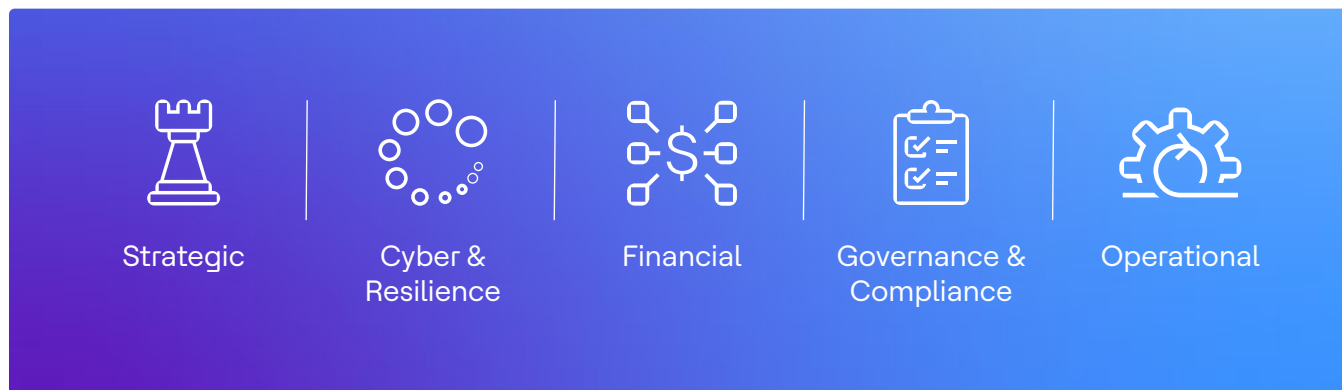 Strategic
Cyber &
Resilience
Financial
Governance &
Compliance
Operational